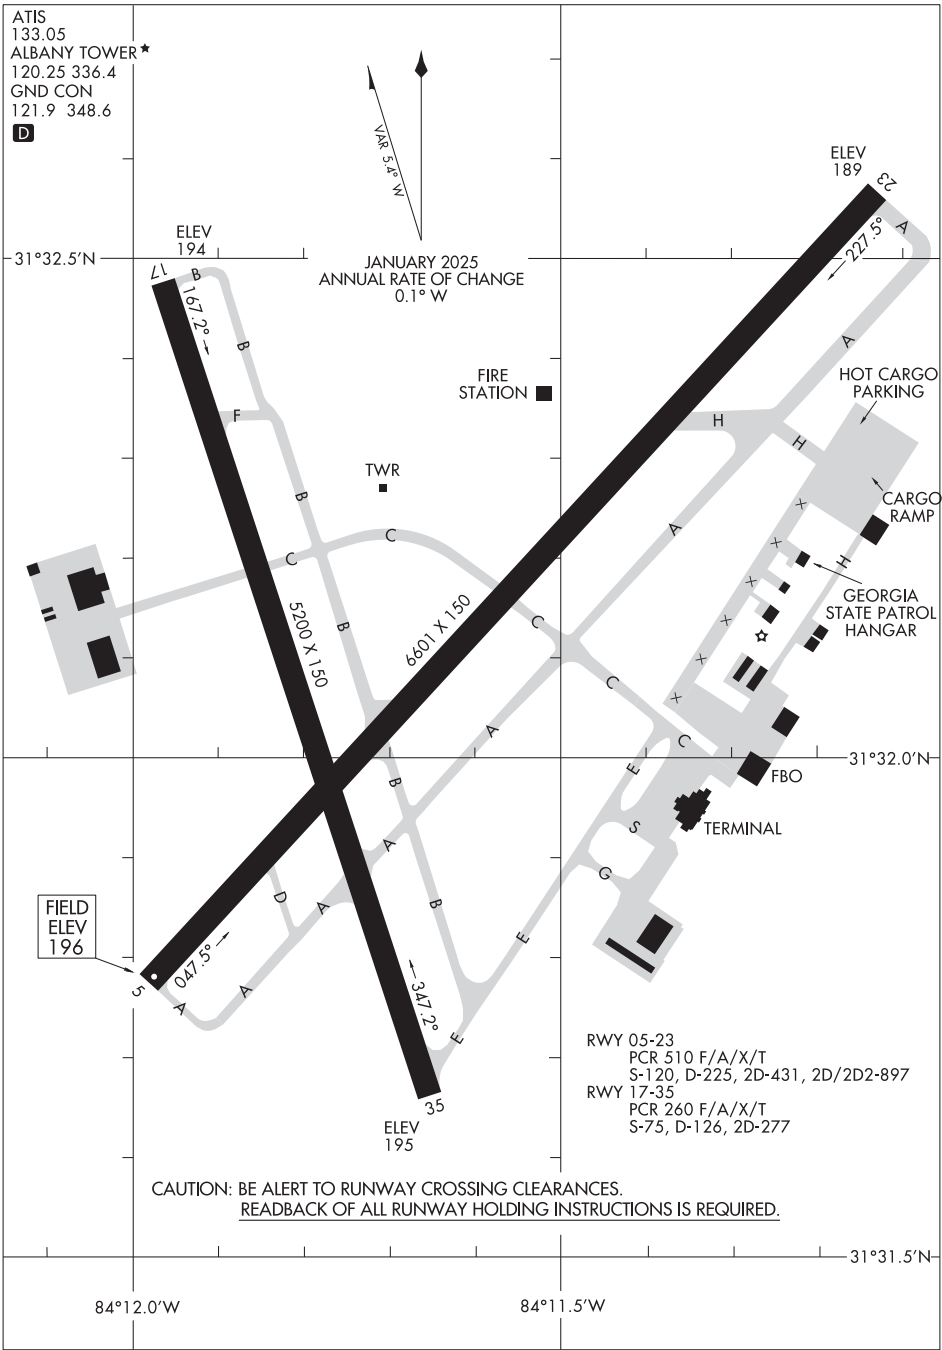 ATIS
133.05
ALBANY TOWER★
120.25 336.4
GND CON
121.9 348.6
D
VAR 5.4° W
JANUARY 2025
ANNUAL RATE OF CHANGE
0.1° W
ELEV
189
23
A
227.5°
ELEV
194
31°32.5'N
17
B
167.2°
B
A
FIRE
STATION
HOT CARGO
PARKING
F
H
H
TWR
B
CARGO
RAMP
X
A
C
C
X
H
GEORGIA
STATE PATROL
HANGAR
X
5200 X 150
6601 X 150
B
C
X
X
C
X
A
C
31°32.0'N
E
FBO
B
TERMINAL
S
A
G
D
A
B
FIELD
ELEV
196
E
047.5°
5
A
A
347.2°
E
RWY 05-23
PCR 510 F/A/X/T
S-120, D-225, 2D-431, 2D/2D2-897
RWY 17-35
PCR 260 F/A/X/T
S-75, D-126, 2D-277
35
ELEV
195
CAUTION: BE ALERT TO RUNWAY CROSSING CLEARANCES.
READBACK OF ALL RUNWAY HOLDING INSTRUCTIONS IS REQUIRED.
31°31.5'N
84°12.0'W
84°11.5'W